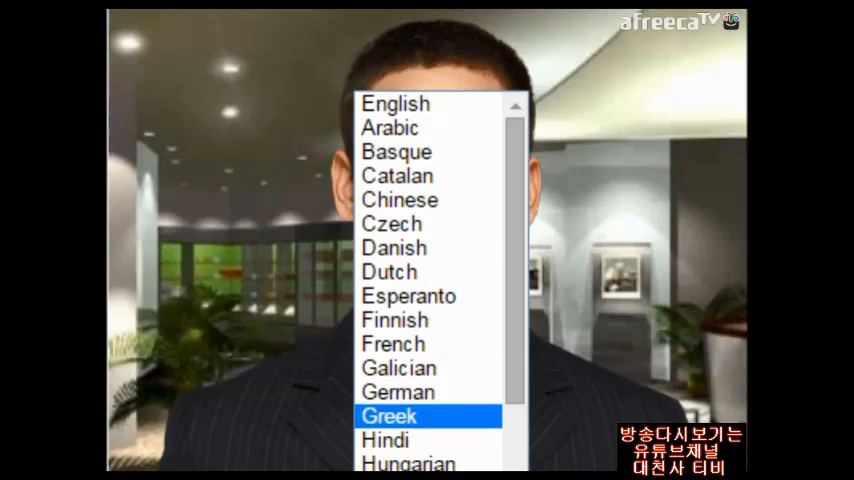 afreecaTV
English
Arabic
Basque
Catalan
Chinese
Czech
Danish
Dutch
Esperanto
Finnish
French
Galician
German
Greek
Hindi
Hungarian
방송다시보기는
유튜브채널
대천사 티비